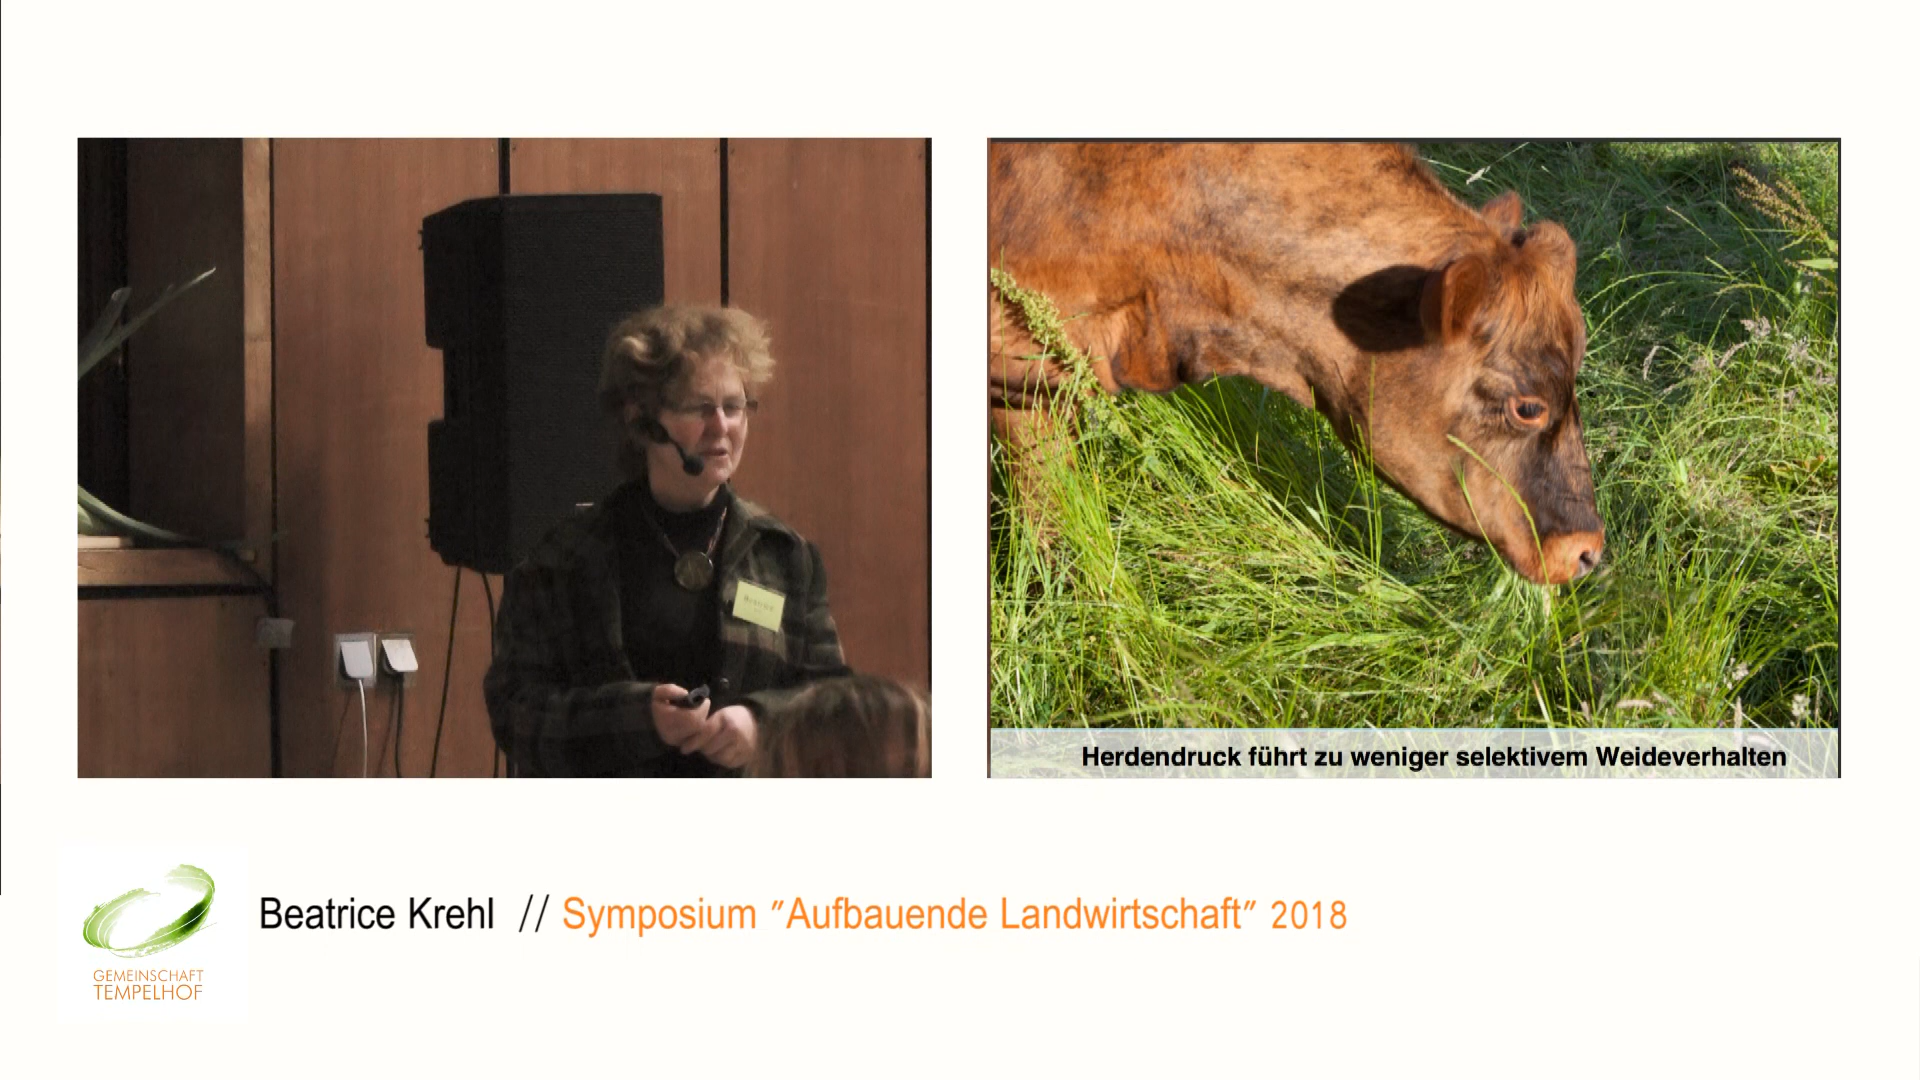 Herdendruck führt zu weniger selektivem Weideverhalten
Beatrice Krehl // Symposium "Aufbauende Landwirtschaft" 2018
GEMEINSCHAFT
TEMPELHOF